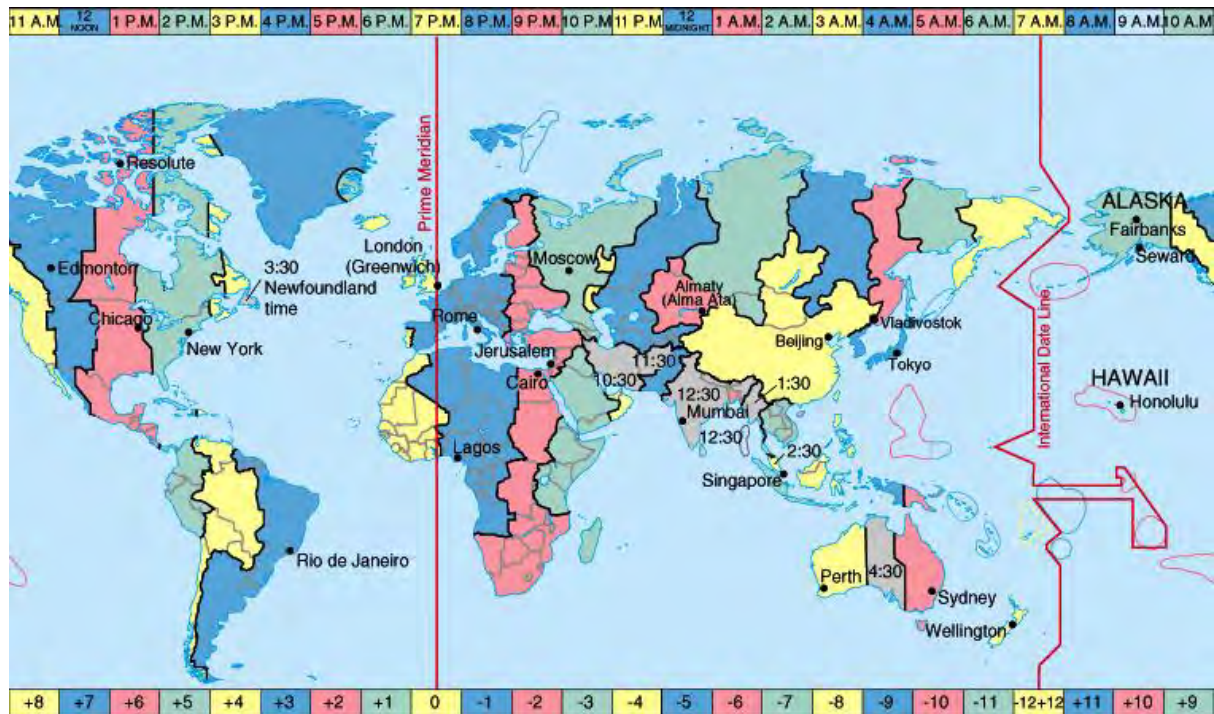 11 A.M. 12 NOON 1 P.M. 2 P.M. 3 P.M. 4 P.M. 5 P.M. 6 P.M. 7 P.M. 8 P.M. 9 P.M. 10 P.M. 11 P.M. 12 MIDNIGHT 1 A.M. 2 A.M. 3 A.M. 4 A.M. 5 A.M. 6 A.M. 7 A.M. 8 A.M. 9 A.M. 10 A.M
Resolute
Prime Meridian
ALASKA
Fairbanks
Seward
London
(Greenwich)
Moscow
Edmonton
3:30
Newfoundland
time
Almaty
(Alma Ata)
Chicago
New York
Rome
Vladivostok
Beijing
Tokyo
Jerusalem
Cairo
11:30
10:30
12:30
Mumbai
1:30
12:30
International Date Line
HAWAII
Honolulu
Lagos
2:30
Singapore
Rio de Janeiro
Perth
4:30
Sydney
Wellington
+8 +7 +6 +5 +4 +3 +2 +1 0 -1 -2 -3 -4 -5 -6 -7 -8 -9 -10 -11 -12+12 +11 +10 +9